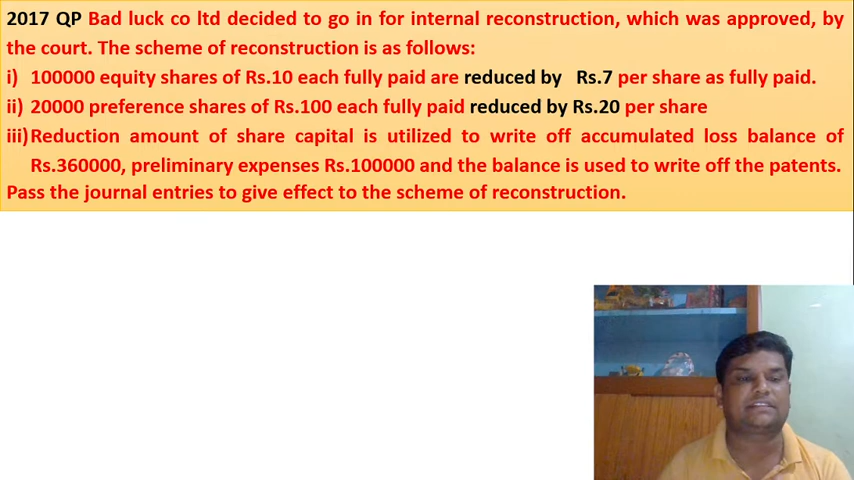 2017 QP Bad luck co ltd decided to go in for internal reconstruction, which was approved, by
the court. The scheme of reconstruction is as follows:
i) 100000 equity shares of Rs.10 each fully paid are reduced by Rs.7 per share as fully paid.
ii) 20000 preference shares of Rs.100 each fully paid reduced by Rs.20 per share
iii)Reduction amount of share capital is utilized to write off accumulated loss balance of
Rs.360000, preliminary expenses Rs.100000 and the balance is used to write off the patents.
Pass the journal entries to give effect to the scheme of reconstruction.